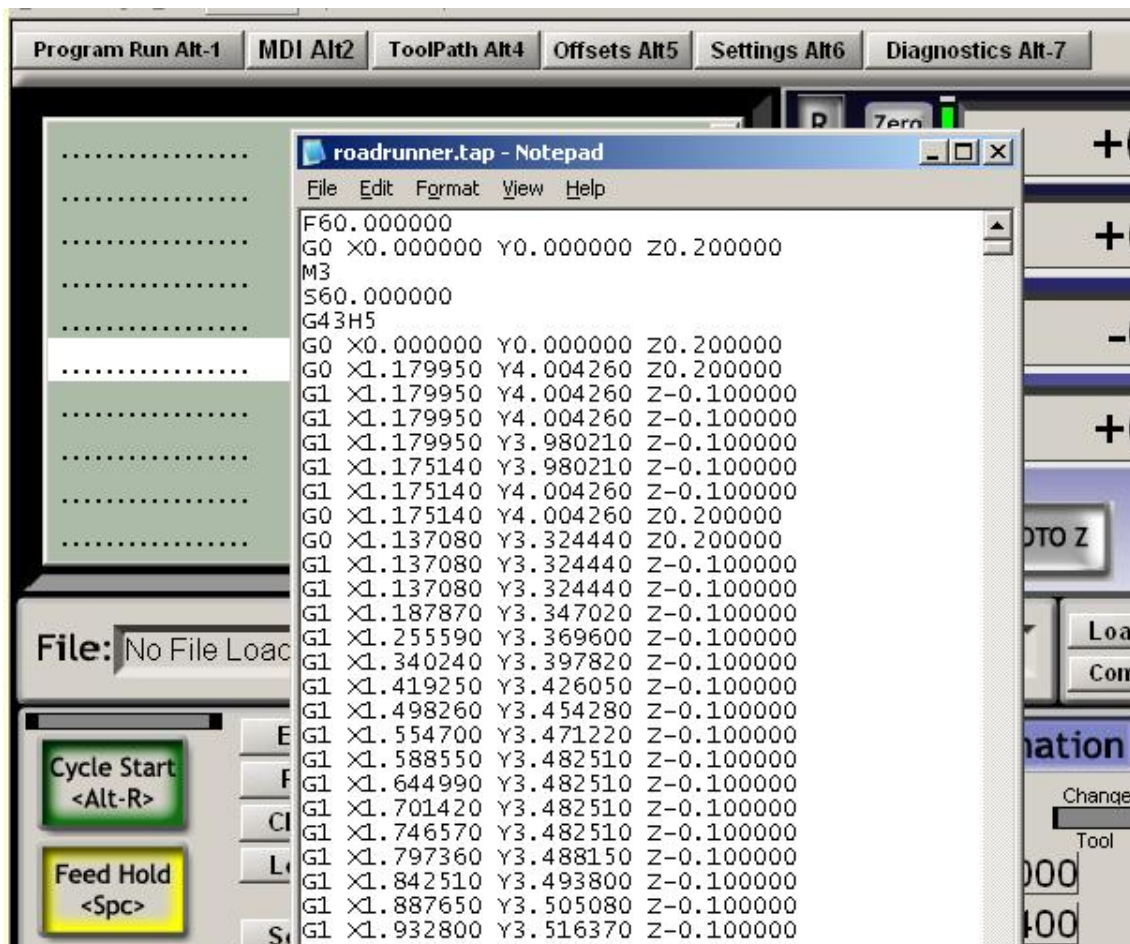 Program Run Alt-1 MDI Alt2 ToolPath Alt4 Offsets Alt5 Settings Alt6 Diagnostics Alt-7
R Zero
roadrunner.tap - Notepad
File Edit Format View Help
F60.000000
G0 X0.000000 Y0.000000 Z0.200000
M3
S60.000000
G43H5
G0 X0.000000 Y0.000000 Z0.200000
G0 X1.179950 Y4.004260 Z0.200000
G1 X1.179950 Y4.004260 Z-0.100000
G1 X1.179950 Y4.004260 Z-0.100000
G1 X1.179950 Y3.980210 Z-0.100000
G1 X1.175140 Y3.980210 Z-0.100000
G1 X1.175140 Y4.004260 Z-0.100000
G0 X1.175140 Y4.004260 Z0.200000
G0 X1.137080 Y3.324440 Z0.200000
G1 X1.137080 Y3.324440 Z-0.100000
G1 X1.137080 Y3.324440 Z-0.100000
G1 X1.187870 Y3.347020 Z-0.100000
G1 X1.255590 Y3.369600 Z-0.100000
G1 X1.340240 Y3.397820 Z-0.100000
G1 X1.419250 Y3.426050 Z-0.100000
G1 X1.498260 Y3.454280 Z-0.100000
G1 X1.554700 Y3.471220 Z-0.100000
G1 X1.588550 Y3.482510 Z-0.100000
G1 X1.644990 Y3.482510 Z-0.100000
G1 X1.701420 Y3.482510 Z-0.100000
G1 X1.746570 Y3.482510 Z-0.100000
G1 X1.797360 Y3.488150 Z-0.100000
G1 X1.842510 Y3.493800 Z-0.100000
G1 X1.887650 Y3.505080 Z-0.100000
G1 X1.932800 Y3.516370 Z-0.100000
OTO Z
File: No File Load
Cycle Start
<Alt-R>
Feed Hold
<Spc>
Change
Tool